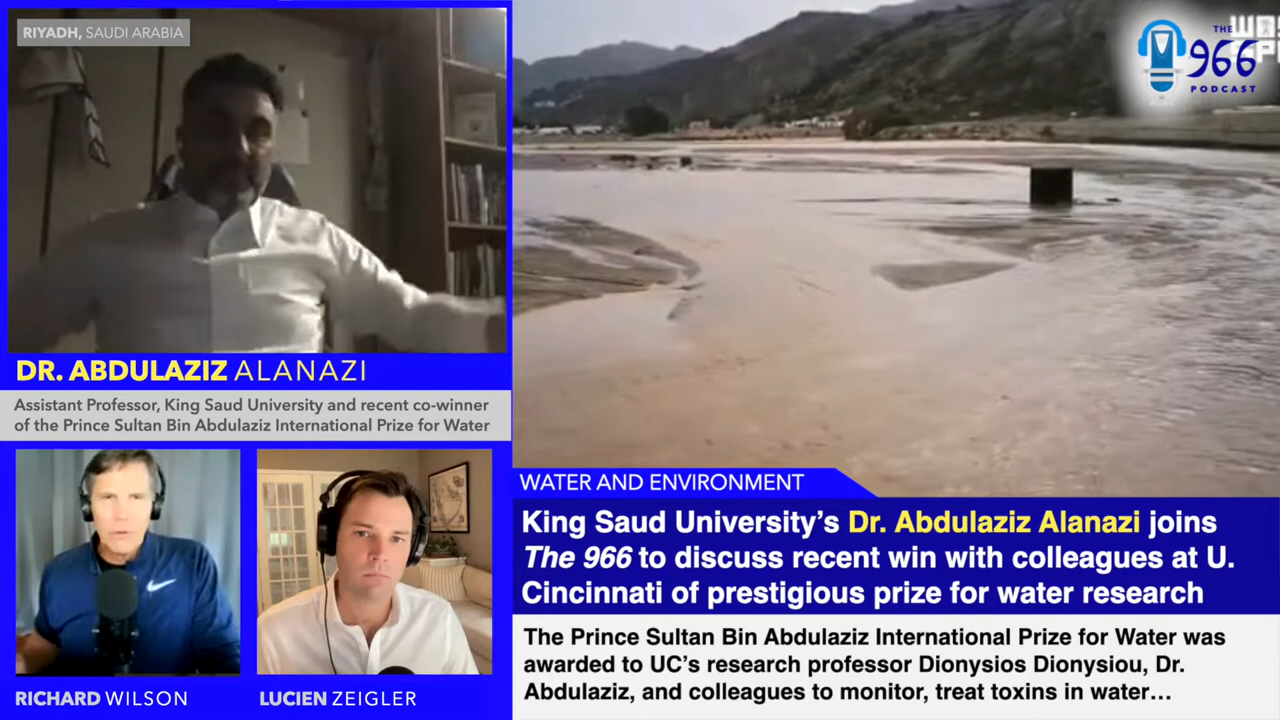 RIYADH, SAUDI ARABIA
DR. ABDULAZIZ ALANAZI
Assistant Professor, King Saud University and recent co-winner
of the Prince Sultan Bin Abdulaziz International Prize for Water
RICHARD WILSON
LUCIEN ZEIGLER
THE
966
PODCAST
WATER AND ENVIRONMENT
King Saud University’s Dr. Abdulaziz Alanazi joins
The 966 to discuss recent win with colleagues at U.
Cincinnati of prestigious prize for water research
The Prince Sultan Bin Abdulaziz International Prize for Water was
awarded to UC’s research professor Dionysios Dionysiou, Dr.
Abdulaziz, and colleagues to monitor, treat toxins in water…